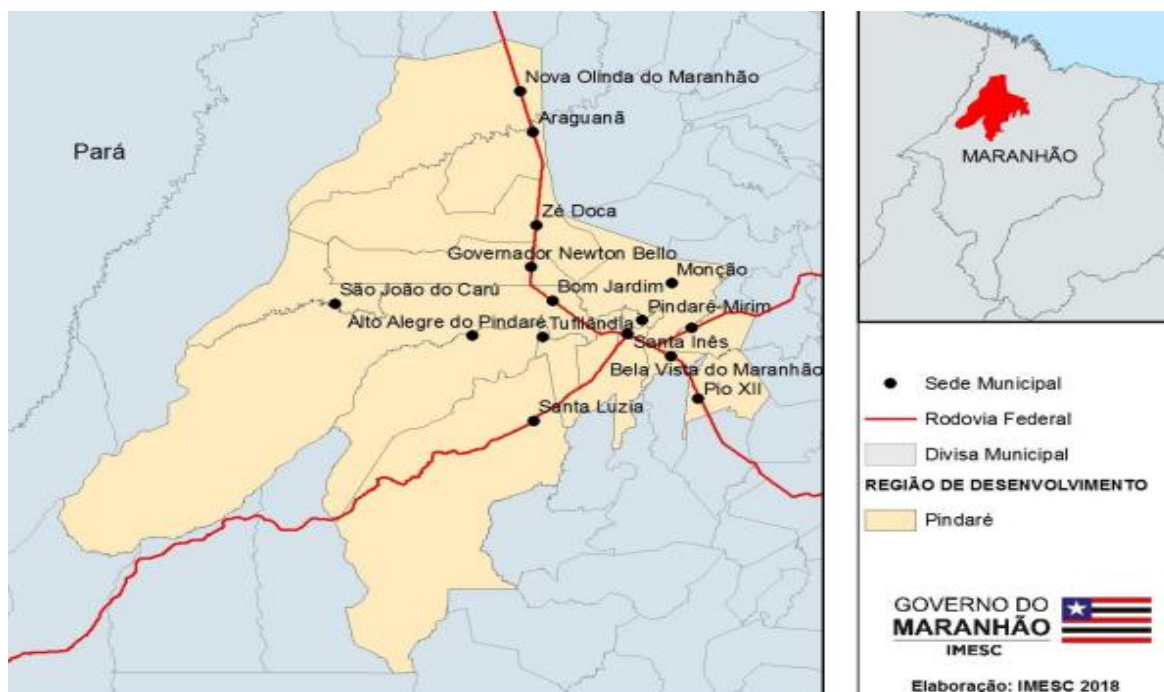 Nova Olinda do Maranhão
Araguanã
Pará
Zé Doca
Governador Newton Bello
Monção
São João do Carú
Bom Jardim
Pindaré-Mirim
Alto Alegre do Pindaré
Tufilândia
Santa Inês
Bela Vista do Maranhão
Pio XII
Santa Luzia
MARANHÃO
Sede Municipal
Rodovia Federal
Divisa Municipal
REGIÃO DE DESENVOLVIMENTO
Pindaré
GOVERNO DO
MARANHÃO
IMESC
Elaboração: IMESC 2018